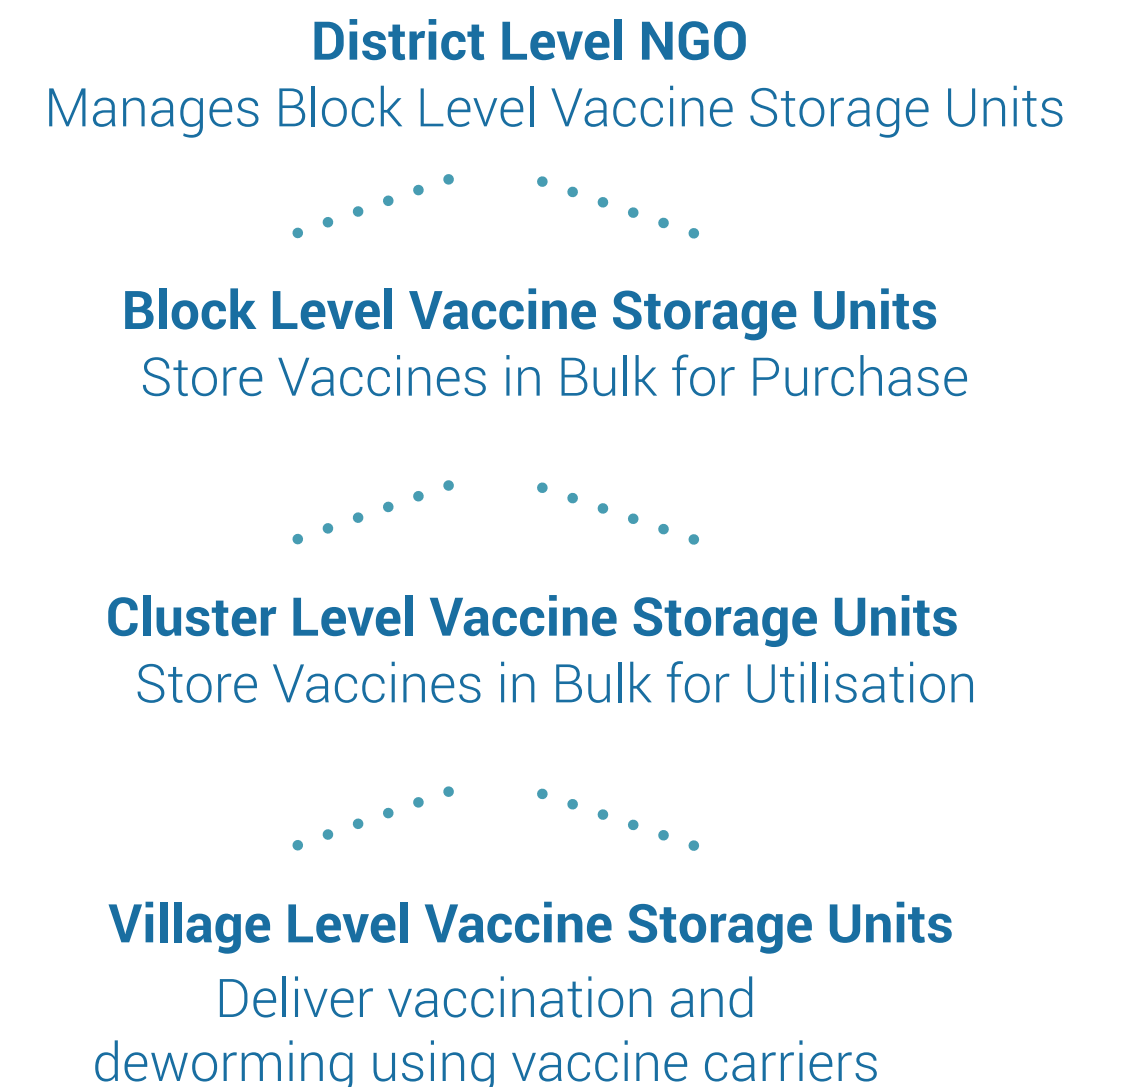 District Level NGO
Manages Block Level Vaccine Storage Units
Block Level Vaccine Storage Units
Store Vaccines in Bulk for Purchase
Cluster Level Vaccine Storage Units
Store Vaccines in Bulk for Utilisation
Village Level Vaccine Storage Units
Deliver vaccination and
deworming using vaccine carriers